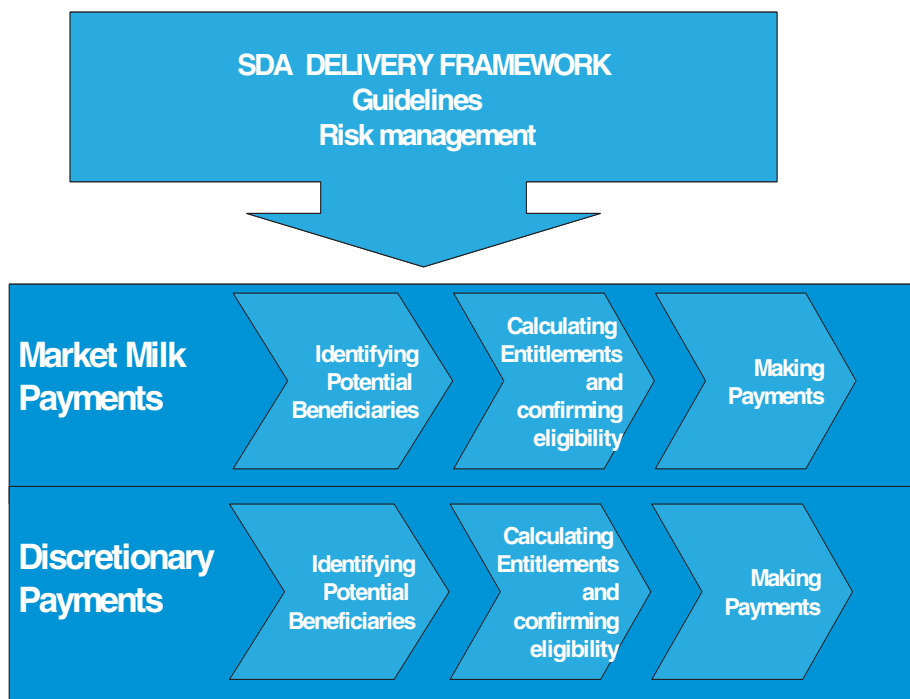 SDA DELIVERY FRAMEWORK
Guidelines
Risk management
Market Milk
Payments
Identifying
Potential
Beneficiaries
Calculating
Entitlements
and
confirming
eligibility
Making
Payments
Discretionary
Payments
Identifying
Potential
Beneficiaries
Calculating
Entitlements
and
confirming
eligibility
Making
Payments